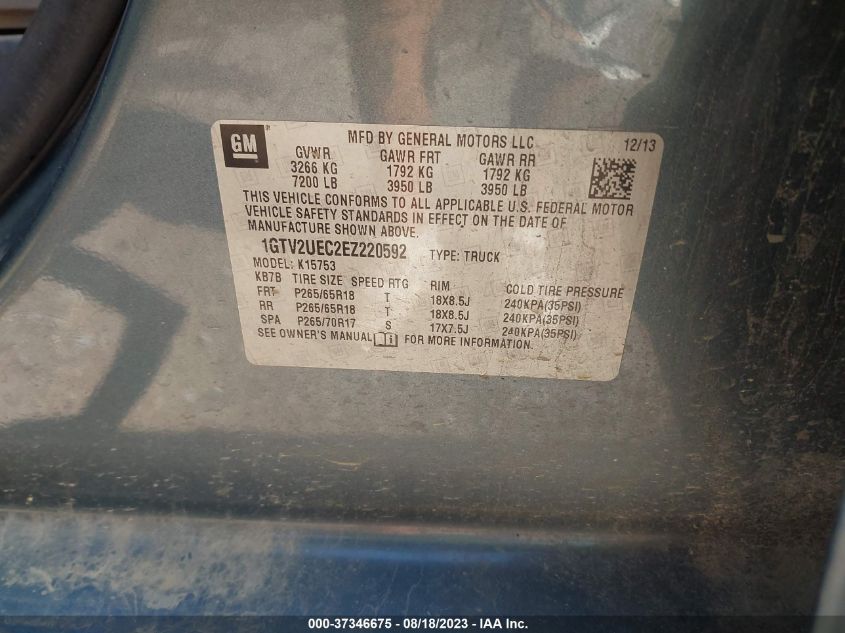 GM
MFD BY GENERAL MOTORS LLC
12/13
GVWR GAWR FRT GAWR RR
3266 KG 1792 KG 1792 KG
7200 LB 3950 LB 3950 LB
THIS VEHICLE CONFORMS TO ALL APPLICABLE U.S. FEDERAL MOTOR
VEHICLE SAFETY STANDARDS IN EFFECT ON THE DATE OF
MANUFACTURE SHOWN ABOVE.
1GTV2UEC2EZ220592 TYPE: TRUCK
MODEL: K15753
KB7B TIRE SIZE SPEED RTG RIM COLD TIRE PRESSURE
FRT P265/65R18 T 18X8.5J 240KPA(35PSI)
RR P265/65R18 T 18X8.5J 240KPA(35PSI)
SPA P265/70R17 S 17X7.5J 240KPA(35PSI)
SEE OWNER'S MANUAL FOR MORE INFORMATION.
000-37346675 - 08/18/2023 - IAA Inc.